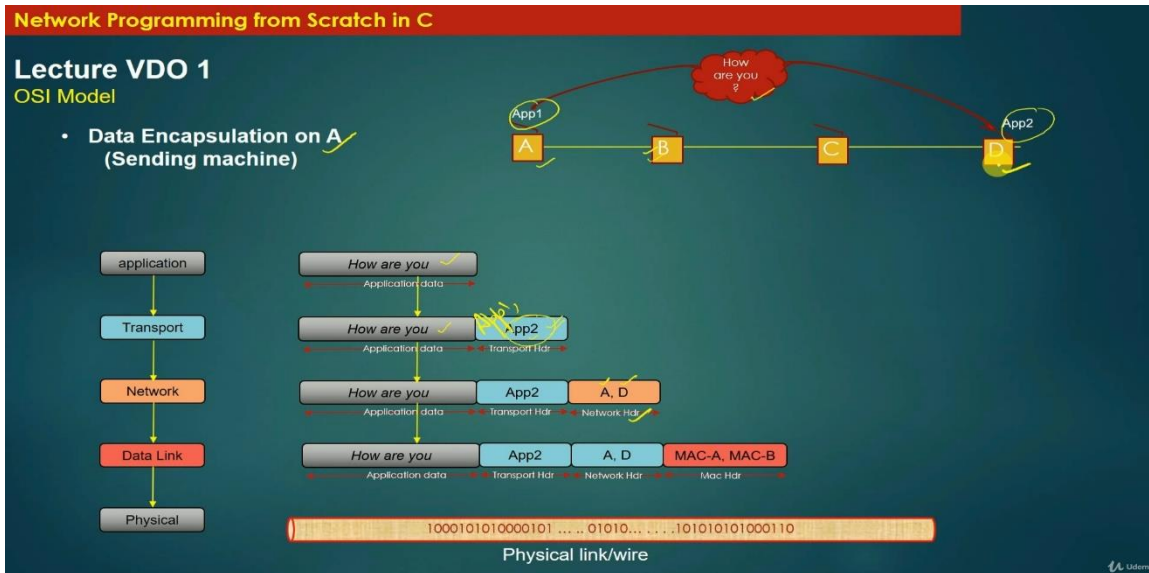 Network Programming from Scratch in C
Lecture VDO 1
OSI Model
How
are you
?
App1
App2
A
B
C
D
• Data Encapsulation on A
(Sending machine)
application
How are you
Application data
Transport
How are you
App1,
App2
Application data
Transport Hdr
Network
How are you
App2
A, D
Application data
Transport Hdr
Network Hdr
Data Link
How are you
App2
A, D
MAC-A, MAC-B
Application data
Transport Hdr
Network Hdr
Mac Hdr
Physical
1000101010000101 ... .. 01010... . . . .101010101000110
Physical link/wire
Udemy